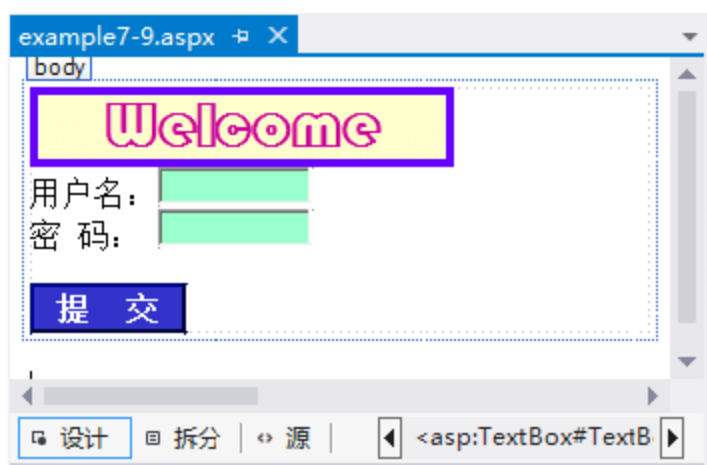 example7-9.aspx
body
Welcome
用户名：
密 码：
提 交
设计 拆分 源 <asp:TextBox#TextB